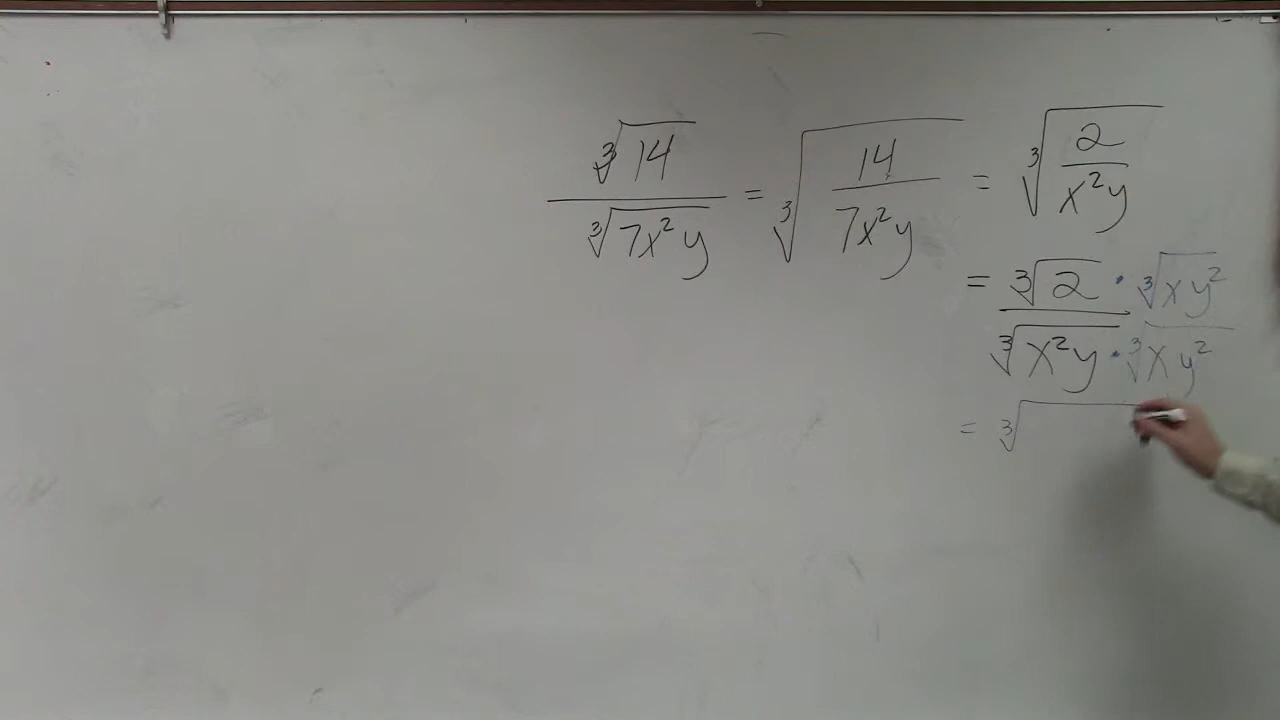 ∛14 / ∛(7x²y) = ∛(14 / 7x²y) = ∛(2 / x²y)
= ∛2 · ∛(xy²) / ∛(x²y) · ∛(xy²)
= ∛